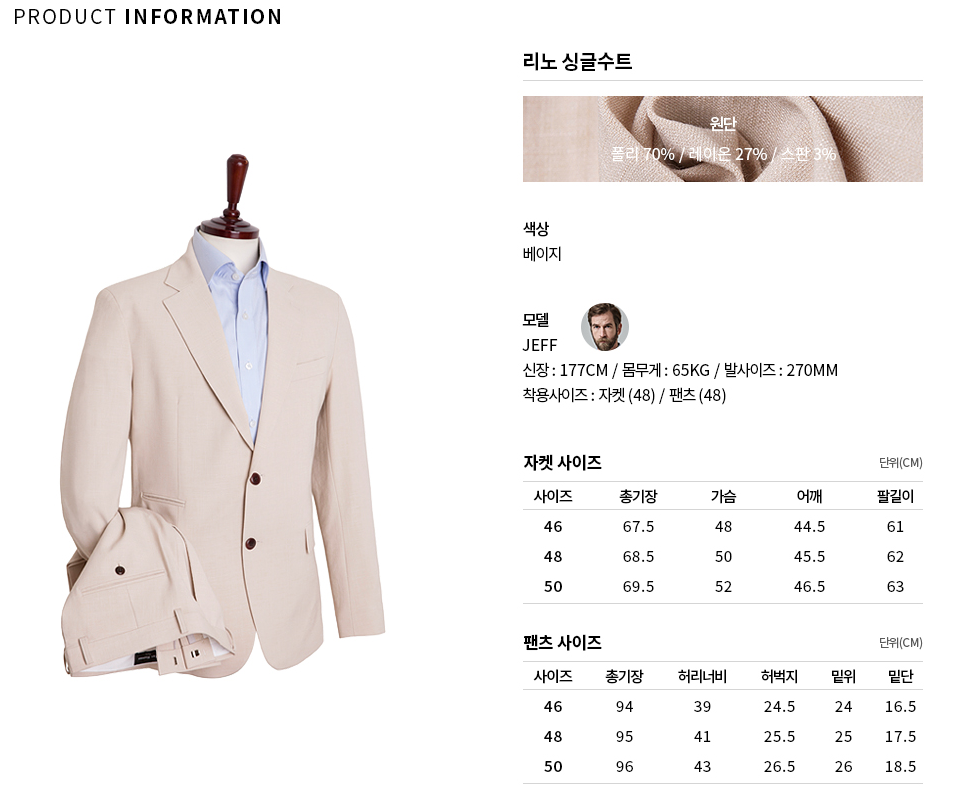 PRODUCT INFORMATION
리노 싱글수트
원단
폴리 70% / 레이온 27% / 스판 3%
색상
베이지
모델
JEFF
신장 : 177CM / 몸무게 : 65KG / 발사이즈 : 270MM
착용사이즈 : 자켓 (48) / 팬츠 (48)
자켓 사이즈 단위(CM)
사이즈 총기장 가슴 어깨 팔길이
46 67.5 48 44.5 61
48 68.5 50 45.5 62
50 69.5 52 46.5 63
팬츠 사이즈 단위(CM)
사이즈 총기장 허리너비 허벅지 밑위 밑단
46 94 39 24.5 24 16.5
48 95 41 25.5 25 17.5
50 96 43 26.5 26 18.5